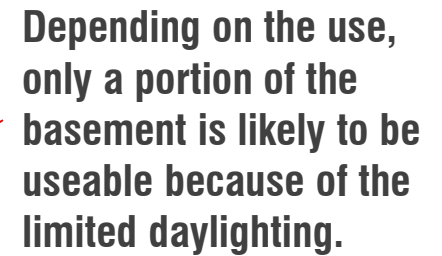 Depending on the use,
only a portion of the
basement is likely to be
useable because of the
limited daylighting.